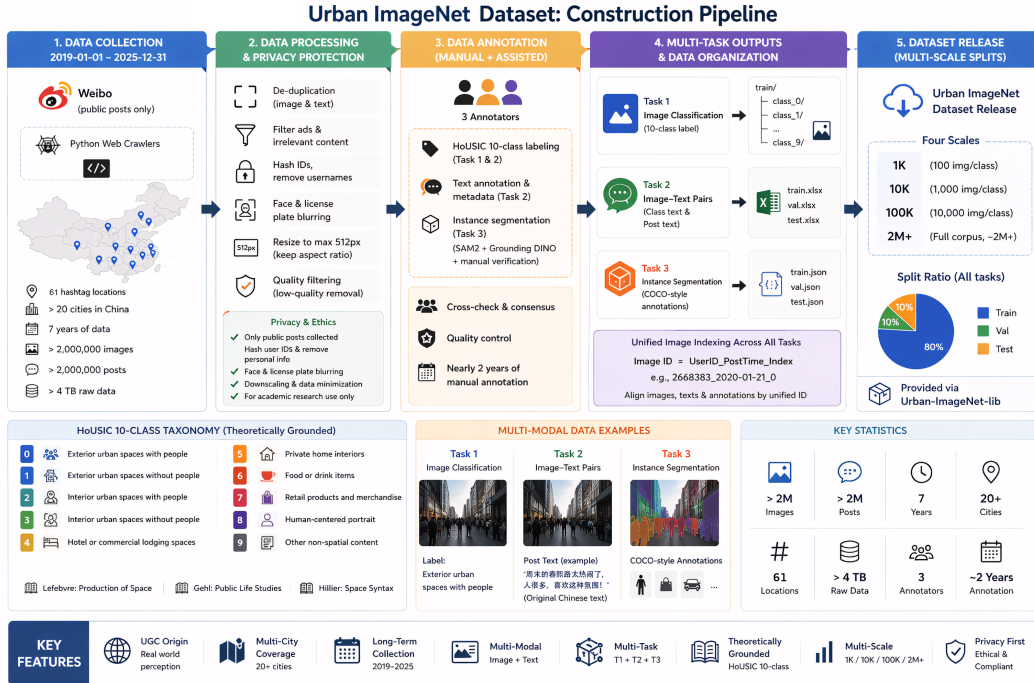 Urban ImageNet Dataset: Construction Pipeline
1. DATA COLLECTION
2019-01-01 ~ 2025-12-31
Weibo
(public posts only)
Python Web Crawlers
</>
61 hashtag locations
> 20 cities in China
7 years of data
> 2,000,000 images
> 2,000,000 posts
> 4 TB raw data
2. DATA PROCESSING
& PRIVACY PROTECTION
De-duplication
(image & text)
Filter ads &
irrelevant content
Hash IDs,
remove usernames
Face & license
plate blurring
512px
Resize to max 512px
(keep aspect ratio)
Quality filtering
(low-quality removal)
Privacy & Ethics
Only public posts collected
Hash user IDs & remove
personal info
Face & license plate blurring
Downscaling & data minimization
For academic research use only
3. DATA ANNOTATION
(MANUAL + ASSISTED)
3 Annotators
HoUSIC 10-class labeling
(Task 1 & 2)
Text annotation &
metadata (Task 2)
Instance segmentation
(Task 3)
(SAM2 + Grounding DINO
+ manual verification)
Cross-check & consensus
Quality control
Nearly 2 years of
manual annotation
4. MULTI-TASK OUTPUTS
& DATA ORGANIZATION
Task 1
Image Classification
(10-class label)
train/
class_0/
class_1/
...
class_9/
Task 2
Image-Text Pairs
(Class text &
Post text)
X
train.xlsx
val.xlsx
test.xlsx
Task 3
Instance Segmentation
(COCO-style
annotations)
{:}
train.json
val.json
test.json
Unified Image Indexing Across All Tasks
Image ID = UserID_PostTime_Index
e.g., 2668383_2020-01-21_0
Align images, texts & annotations by unified ID
5. DATASET RELEASE
(MULTI-SCALE SPLITS)
Urban ImageNet
Dataset Release
Four Scales
1K (100 img/class)
10K (1,000 img/class)
100K (10,000 img/class)
2M+ (Full corpus, ~2M+)
Split Ratio (All tasks)
10%
10%
80%
Train
Val
Test
Provided via
Urban-ImageNet-lib
HoUSIC 10-CLASS TAXONOMY (Theoretically Grounded)
0 Exterior urban spaces with people
1 Exterior urban spaces without people
2 Interior urban spaces with people
3 Interior urban spaces without people
4 Hotel or commercial lodging spaces
5 Private home interiors
6 Food or drink items
7 Retail products and merchandise
8 Human-centered portrait
9 Other non-spatial content
Lefebvre: Production of Space
Gehl: Public Life Studies
Hillier: Space Syntax
MULTI-MODAL DATA EXAMPLES
Task 1
Image Classification
Label:
Exterior urban
spaces with people
Task 2
Image-Text Pairs
Post Text (example)
"周末的春熙路太热闹了,
人很多，喜欢这种氛围！"
(Original Chinese text)
Task 3
Instance Segmentation
COCO-style Annotations
...
KEY STATISTICS
> 2M
Images
> 2M
Posts
7
Years
20+
Cities
#
61
Locations
> 4 TB
Raw Data
3
Annotators
~2 Years
Annotation
KEY
FEATURES
UGC Origin
Real world
perception
Multi-City
Coverage
20+ cities
Long-Term
Collection
2019–2025
Multi-Modal
Image + Text
Multi-Task
T1 + T2 + T3
Theoretically
Grounded
HoUSIC 10-class
Multi-Scale
1K / 10K / 100K / 2M+
Privacy First
Ethical &
Compliant